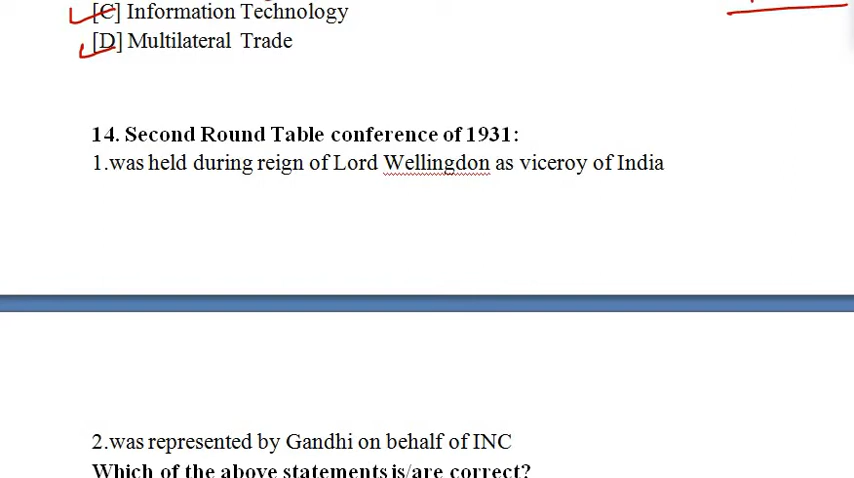 [C] Information Technology
[D] Multilateral Trade
14. Second Round Table conference of 1931:
1.was held during reign of Lord Wellingdon as viceroy of India
2.was represented by Gandhi on behalf of INC
Which of the above statements is/are correct?